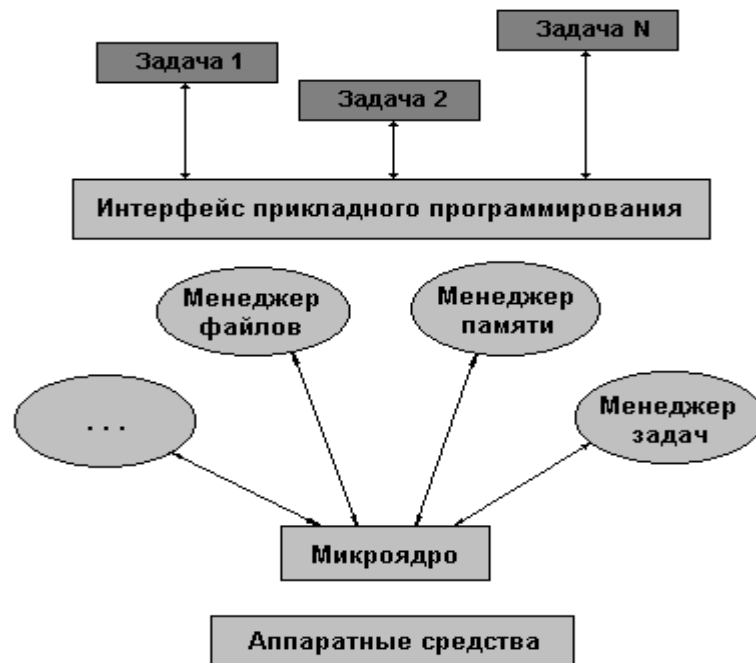 Задача N
Задача 1
Задача 2
Интерфейс прикладного программирования
Менеджер
файлов
Менеджер
памяти
. . .
Менеджер
задач
Микроядро
Аппаратные средства